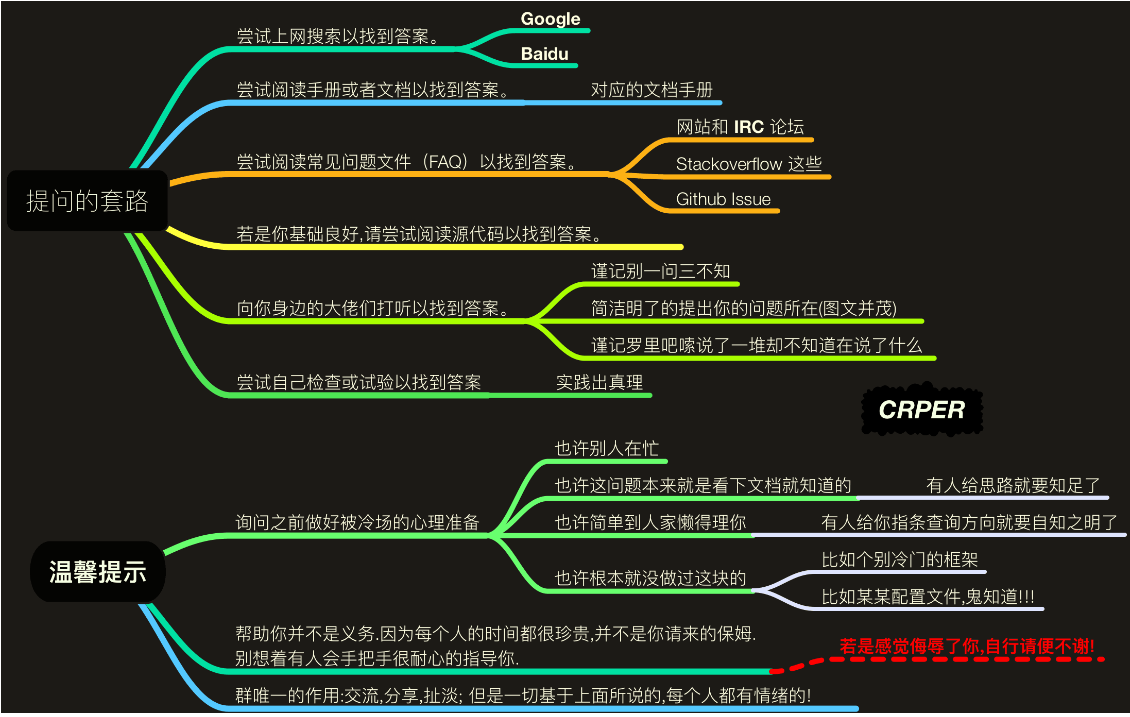 提问的套路
尝试上网搜索以找到答案。
Google
Baidu
尝试阅读手册或者文档以找到答案。
对应的文档手册
尝试阅读常见问题文件（FAQ）以找到答案。
网站和 IRC 论坛
Stackoverflow 这些
Github Issue
若是你基础良好,请尝试阅读源代码以找到答案。
向你身边的大佬们打听以找到答案。
谨记别一问三不知
简洁明了的提出你的问题所在(图文并茂)
谨记罗里吧嗦说了一堆却不知道在说了什么
尝试自己检查或试验以找到答案
实践出真理
CRPER
温馨提示
询问之前做好被冷场的心理准备
也许别人在忙
也许这问题本来就是看下文档就知道的
有人给思路就要知足了
也许简单到人家懒得理你
有人给你指条查询方向就要自知之明了
也许根本就没做过这块的
比如个别冷门的框架
比如某某配置文件,鬼知道!!!
帮助你并不是义务.因为每个人的时间都很珍贵,并不是你请来的保姆.
别想着有人会手把手很耐心的指导你.
若是感觉侮辱了你,自行请便不谢!
群唯一的作用:交流,分享,扯淡; 但是一切基于上面所说的,每个人都有情绪的!